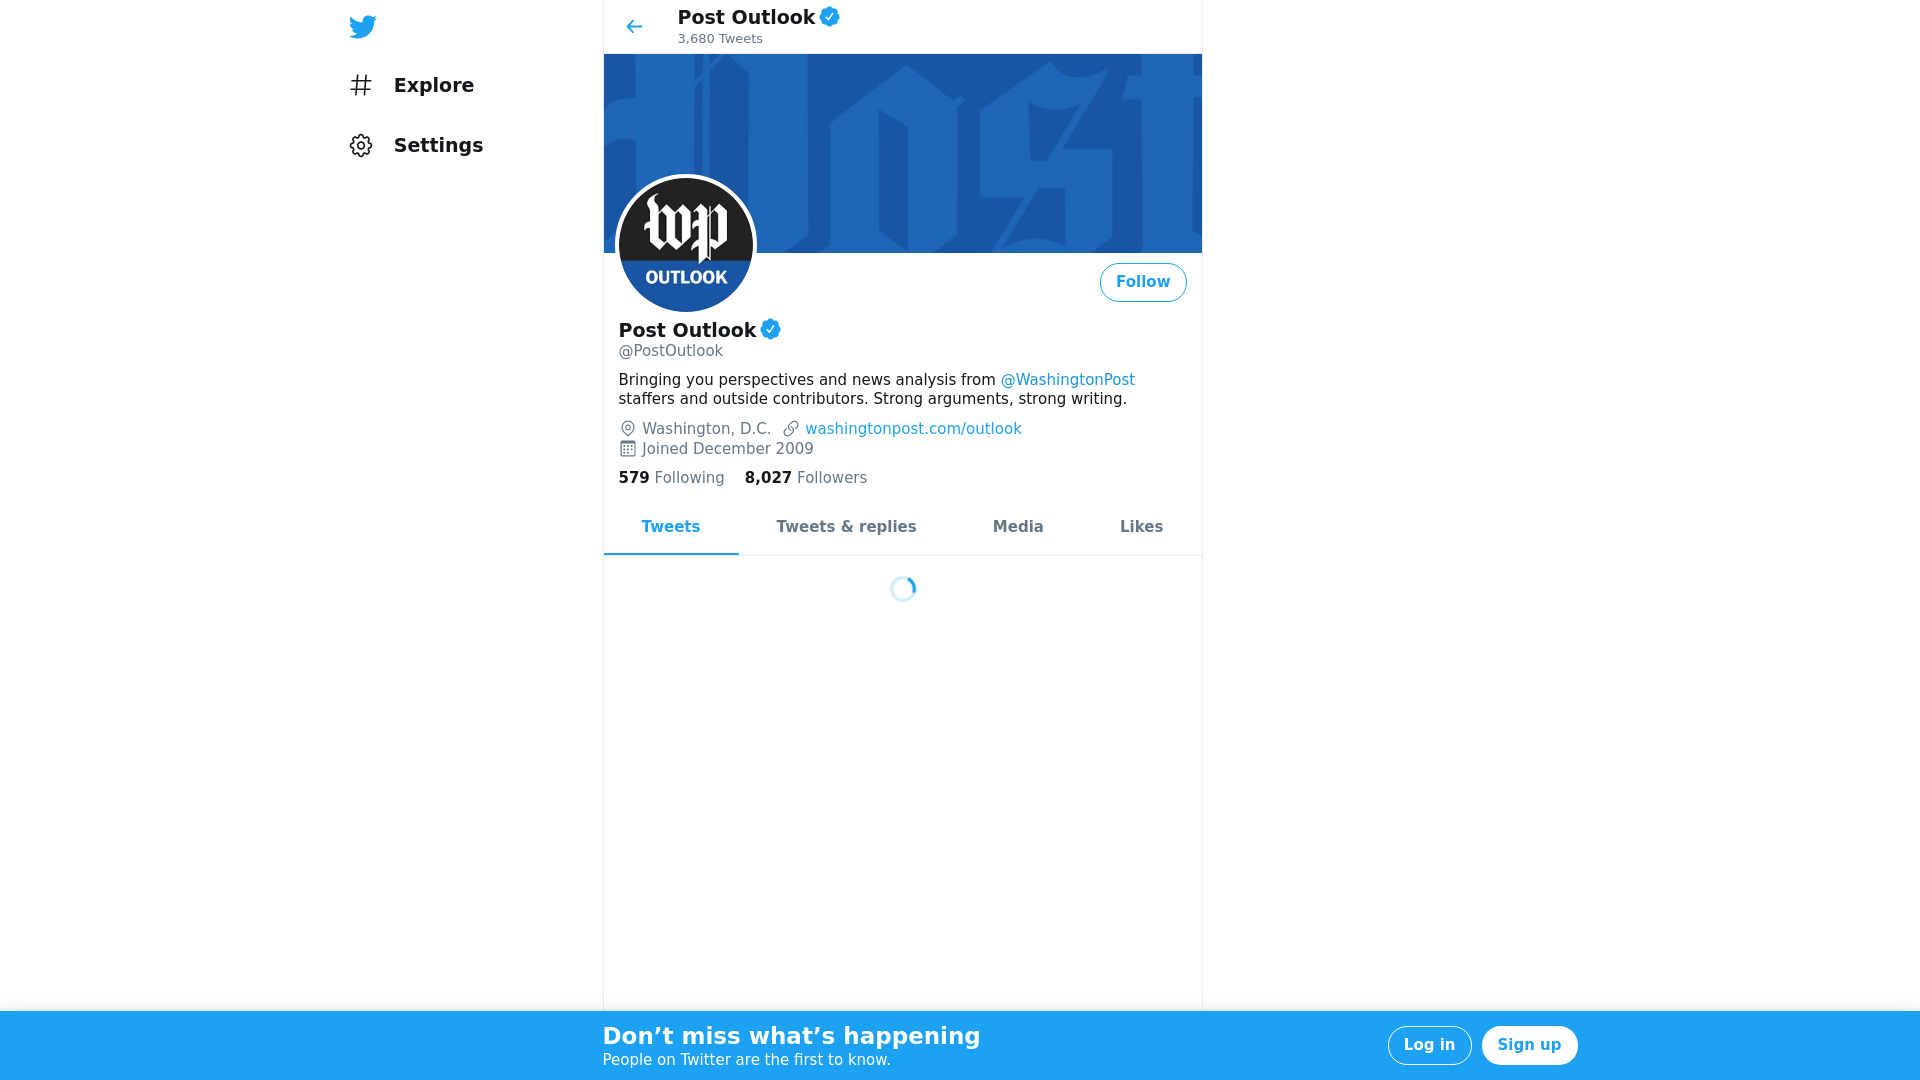 Explore
Settings
Post Outlook
3,680 Tweets
Post
wp
OUTLOOK
Follow
Post Outlook
@PostOutlook
Bringing you perspectives and news analysis from @WashingtonPost
staffers and outside contributors. Strong arguments, strong writing.
Washington, D.C. washingtonpost.com/outlook
Joined December 2009
579 Following 8,027 Followers
Tweets Tweets & replies Media Likes
Don’t miss what’s happening
People on Twitter are the first to know.
Log in Sign up